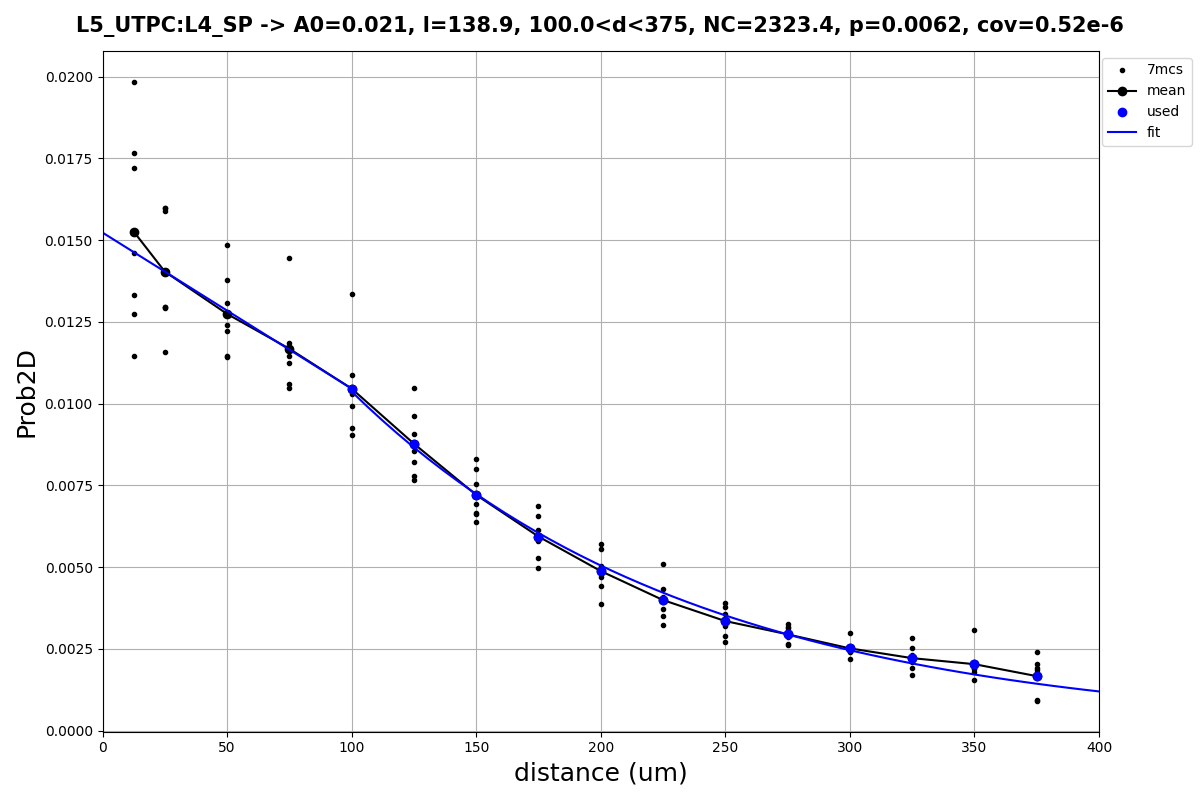 L5_UTPC:L4_SP -> A0=0.021, l=138.9, 100.0<d<375, NC=2323.4, p=0.0062, cov=0.52e-6
7mcs
mean
used
fit
0.0200
0.0175
0.0150
0.0125
0.0100
0.0075
0.0050
0.0025
0.0000
Prob2D
0 50 100 150 200 250 300 350 400
distance (um)